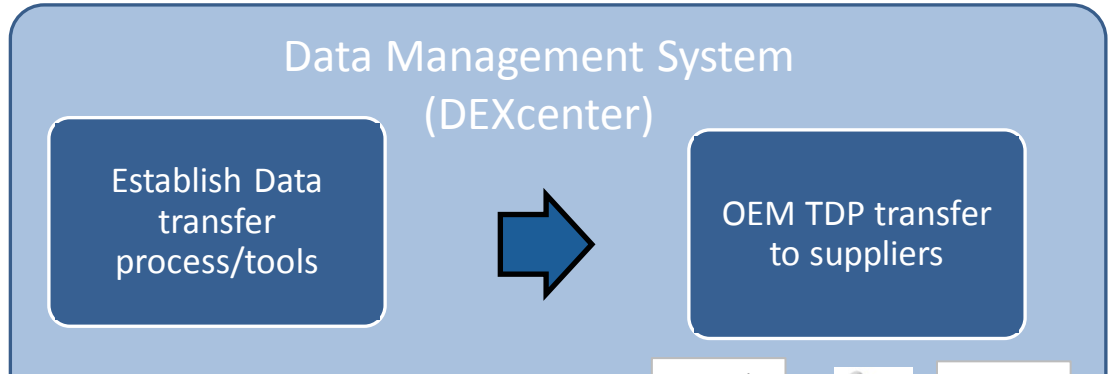 Data Management System
(DEXcenter)
Establish Data
transfer
process/tools
OEM TDP transfer
to suppliers